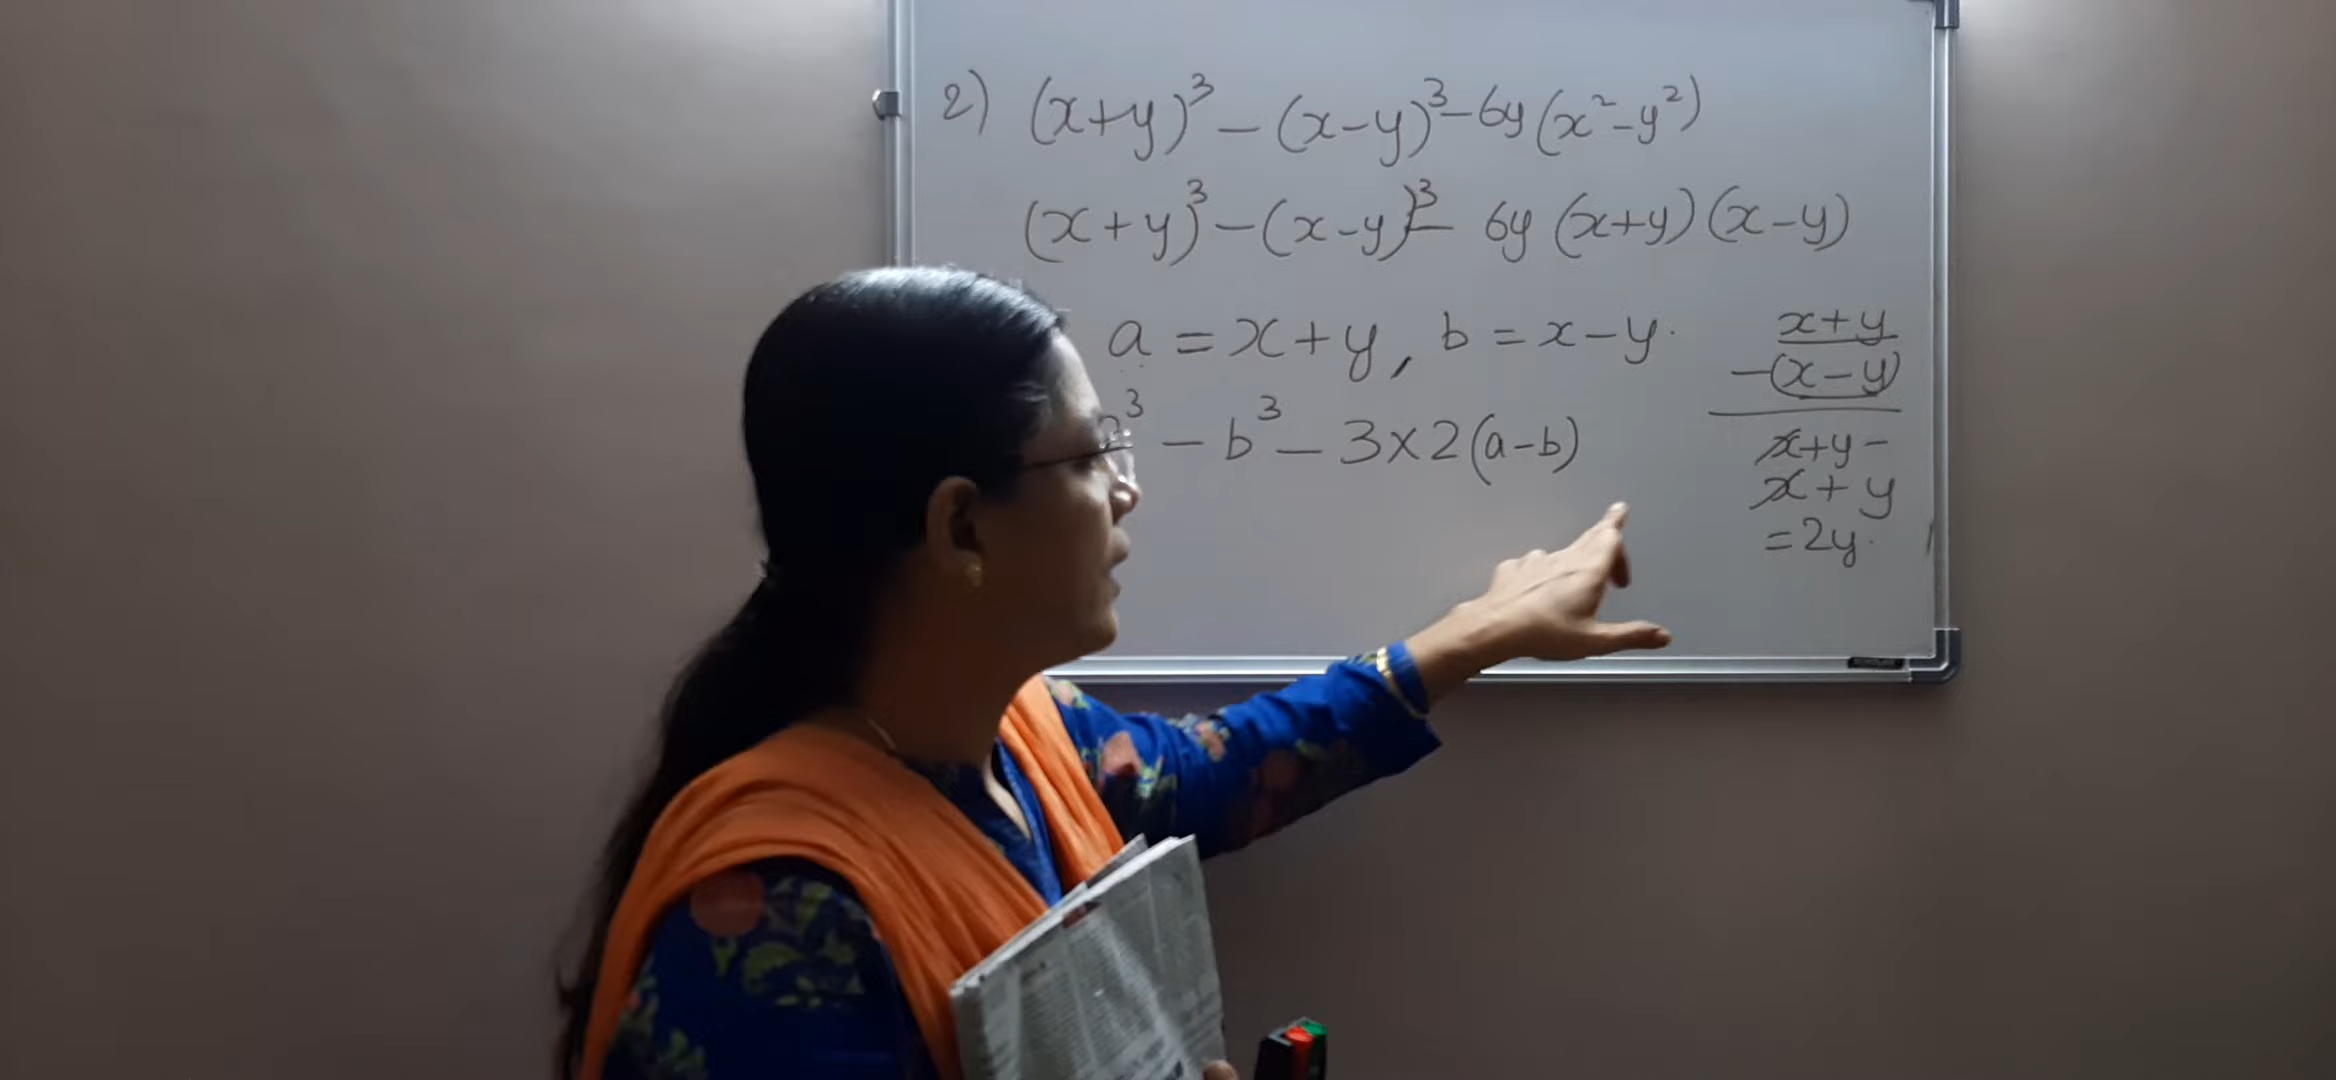 2) (x+y)³ - (x-y)³ - 6y (x² - y²)
(x+y)³ - (x-y)³ - 6y (x+y) (x-y)
a = x+y, b = x-y.
³ - b³ - 3×2(a-b)
x+y
-(x-y)
x+y -
x+y
=2y.